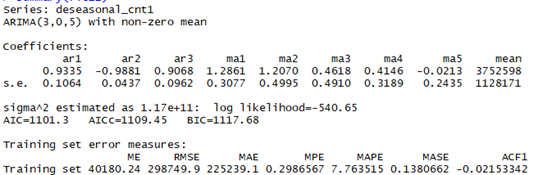 Series: deseasonal_cnt1
ARIMA(3,0,5) with non-zero mean
Coefficients:
ar1 ar2 ar3 ma1 ma2 ma3 ma4 ma5 mean
0.9335 -0.9881 0.9068 1.2861 1.2070 0.4618 0.4146 -0.0213 3752598
s.e. 0.1064 0.0437 0.0962 0.3077 0.4995 0.4910 0.3189 0.2435 1128171
sigma^2 estimated as 1.17e+11: log likelihood=-540.65
AIC=1101.3 AICc=1109.45 BIC=1117.68
Training set error measures:
ME RMSE MAE MPE MAPE MASE ACF1
Training set 40180.24 298749.9 225239.1 0.2986567 7.763515 0.1380662 -0.02153342